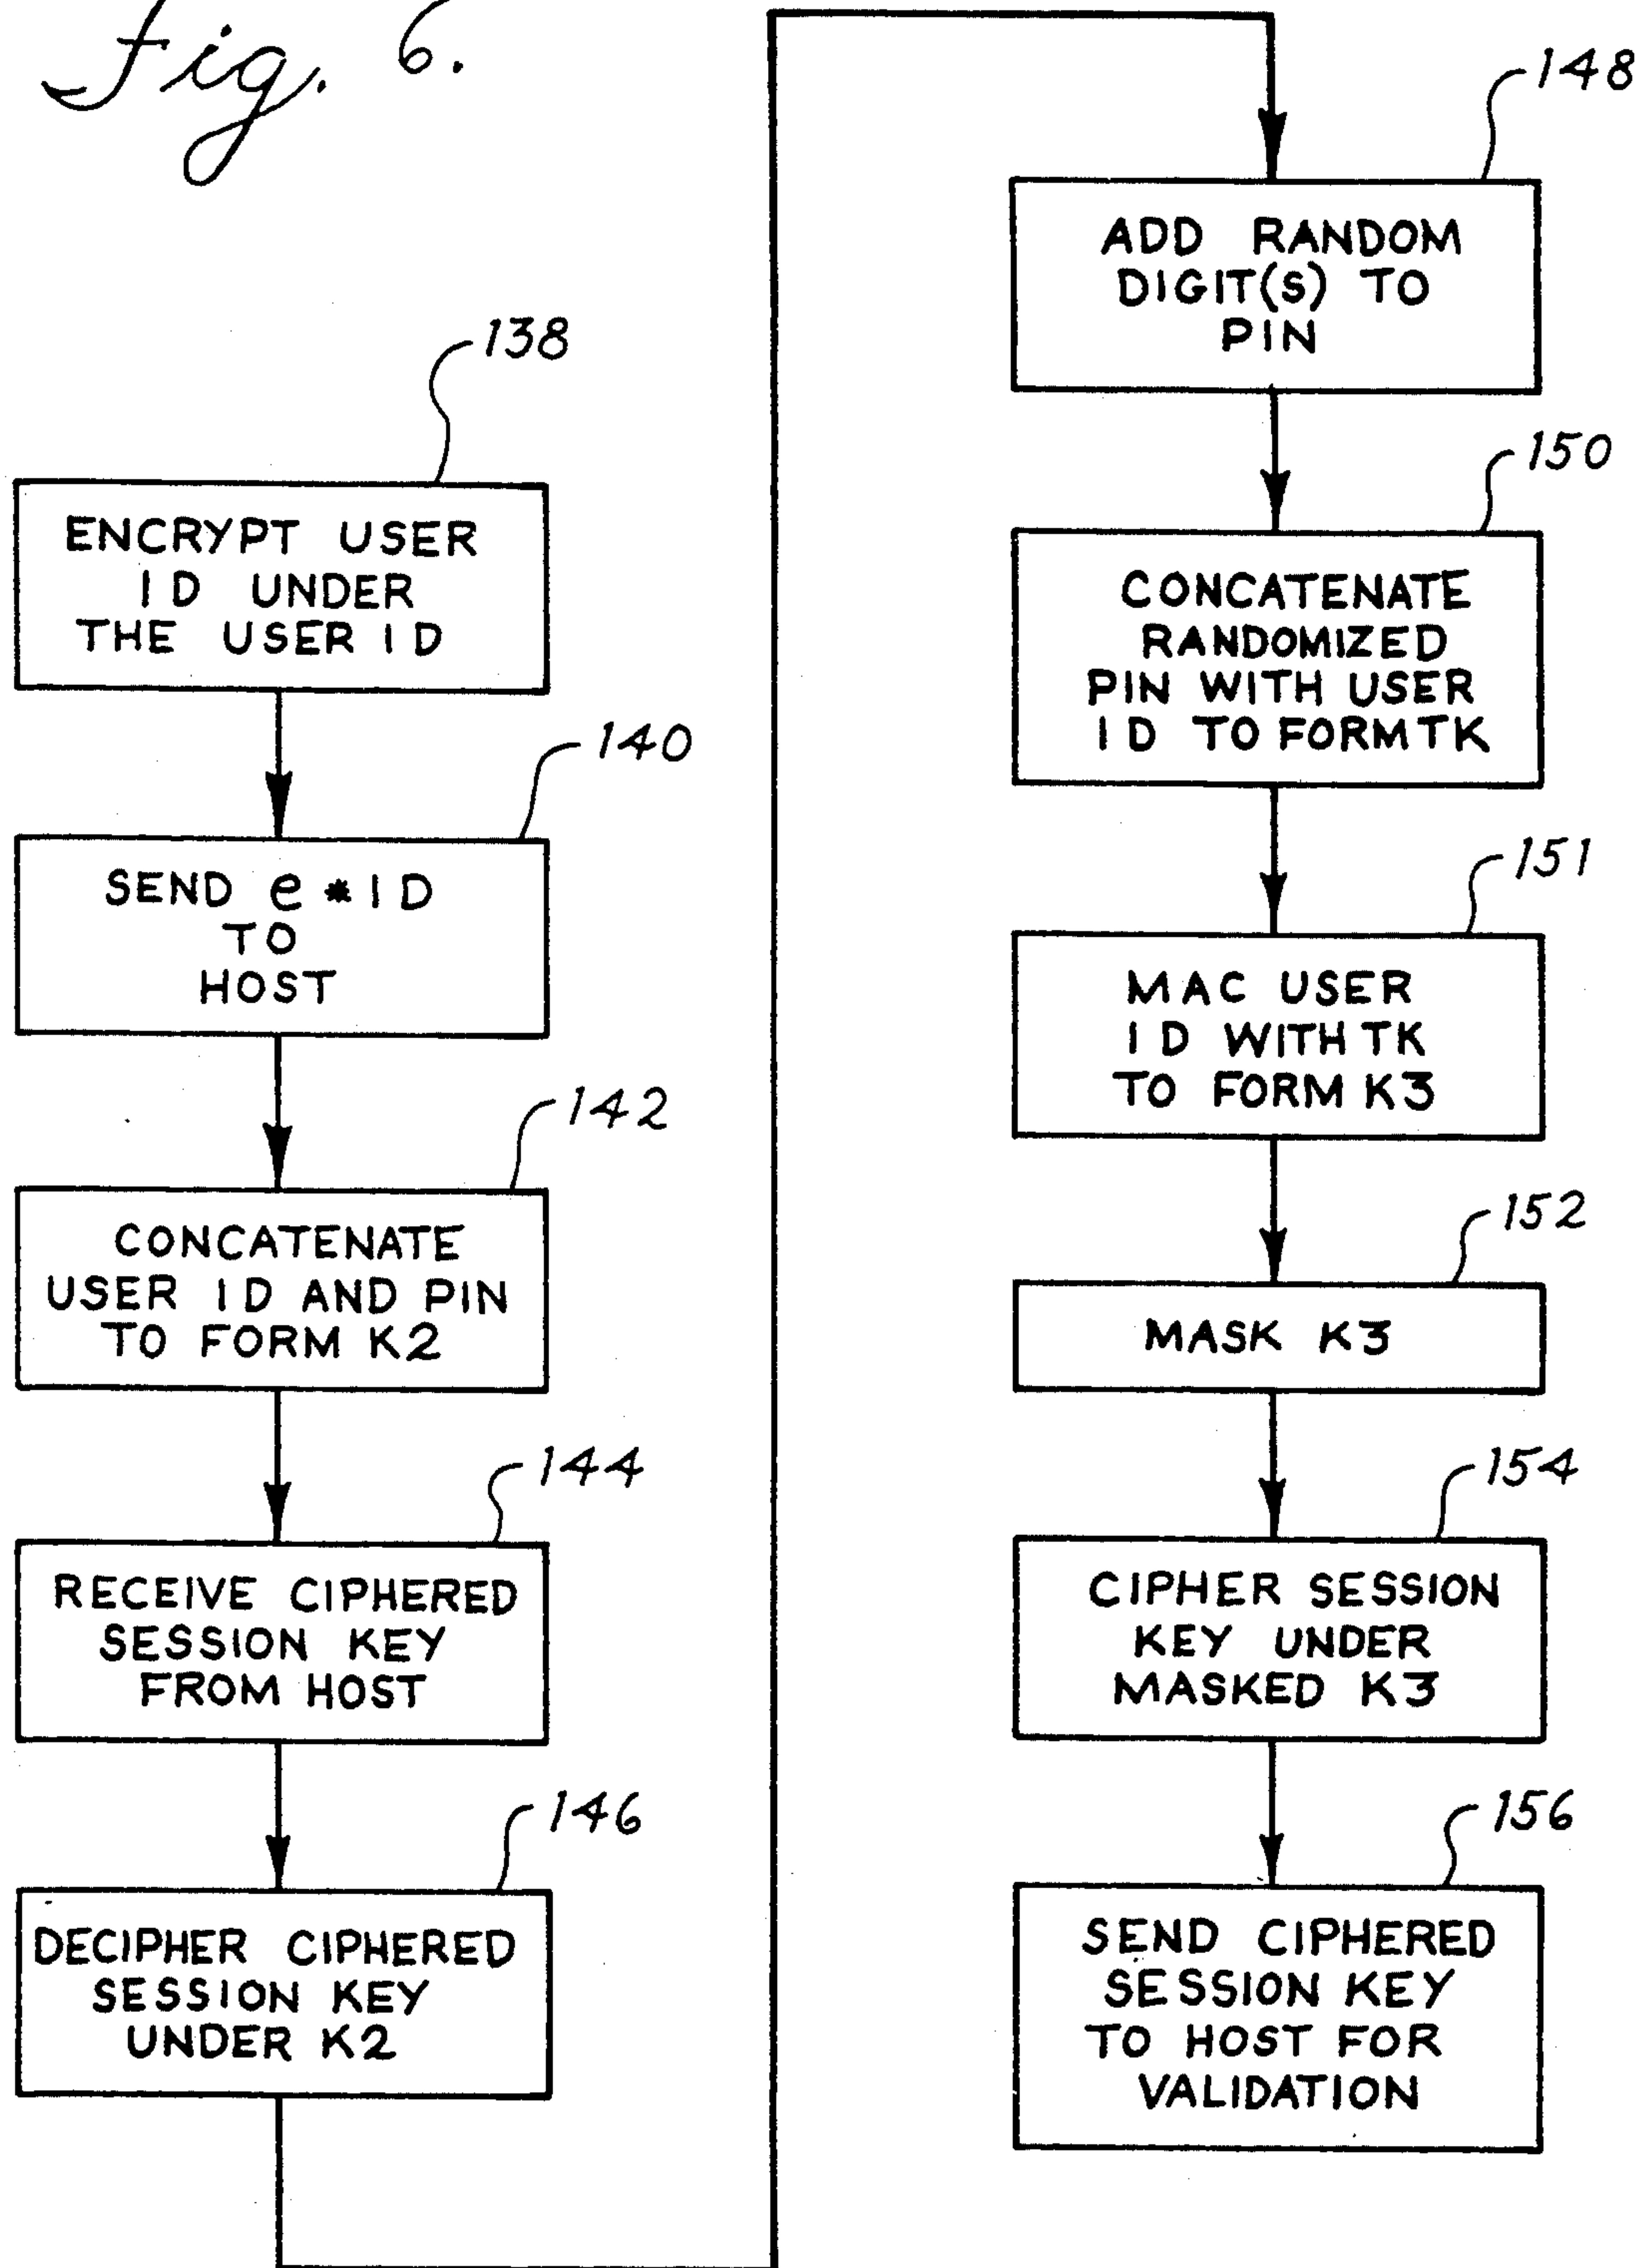 Fig. 6.
138
ENCRYPT USER
ID UNDER
THE USER ID
140
SEND e*ID
TO
HOST
142
CONCATENATE
USER ID AND PIN
TO FORM K2
144
RECEIVE CIPHERED
SESSION KEY
FROM HOST
146
DECIPHER CIPHERED
SESSION KEY
UNDER K2
148
ADD RANDOM
DIGIT(S) TO
PIN
150
CONCATENATE
RANDOMIZED
PIN WITH USER
ID TO FORM TK
151
MAC USER
ID WITH TK
TO FORM K3
152
MASK K3
154
CIPHER SESSION
KEY UNDER
MASKED K3
156
SEND CIPHERED
SESSION KEY
TO HOST FOR
VALIDATION